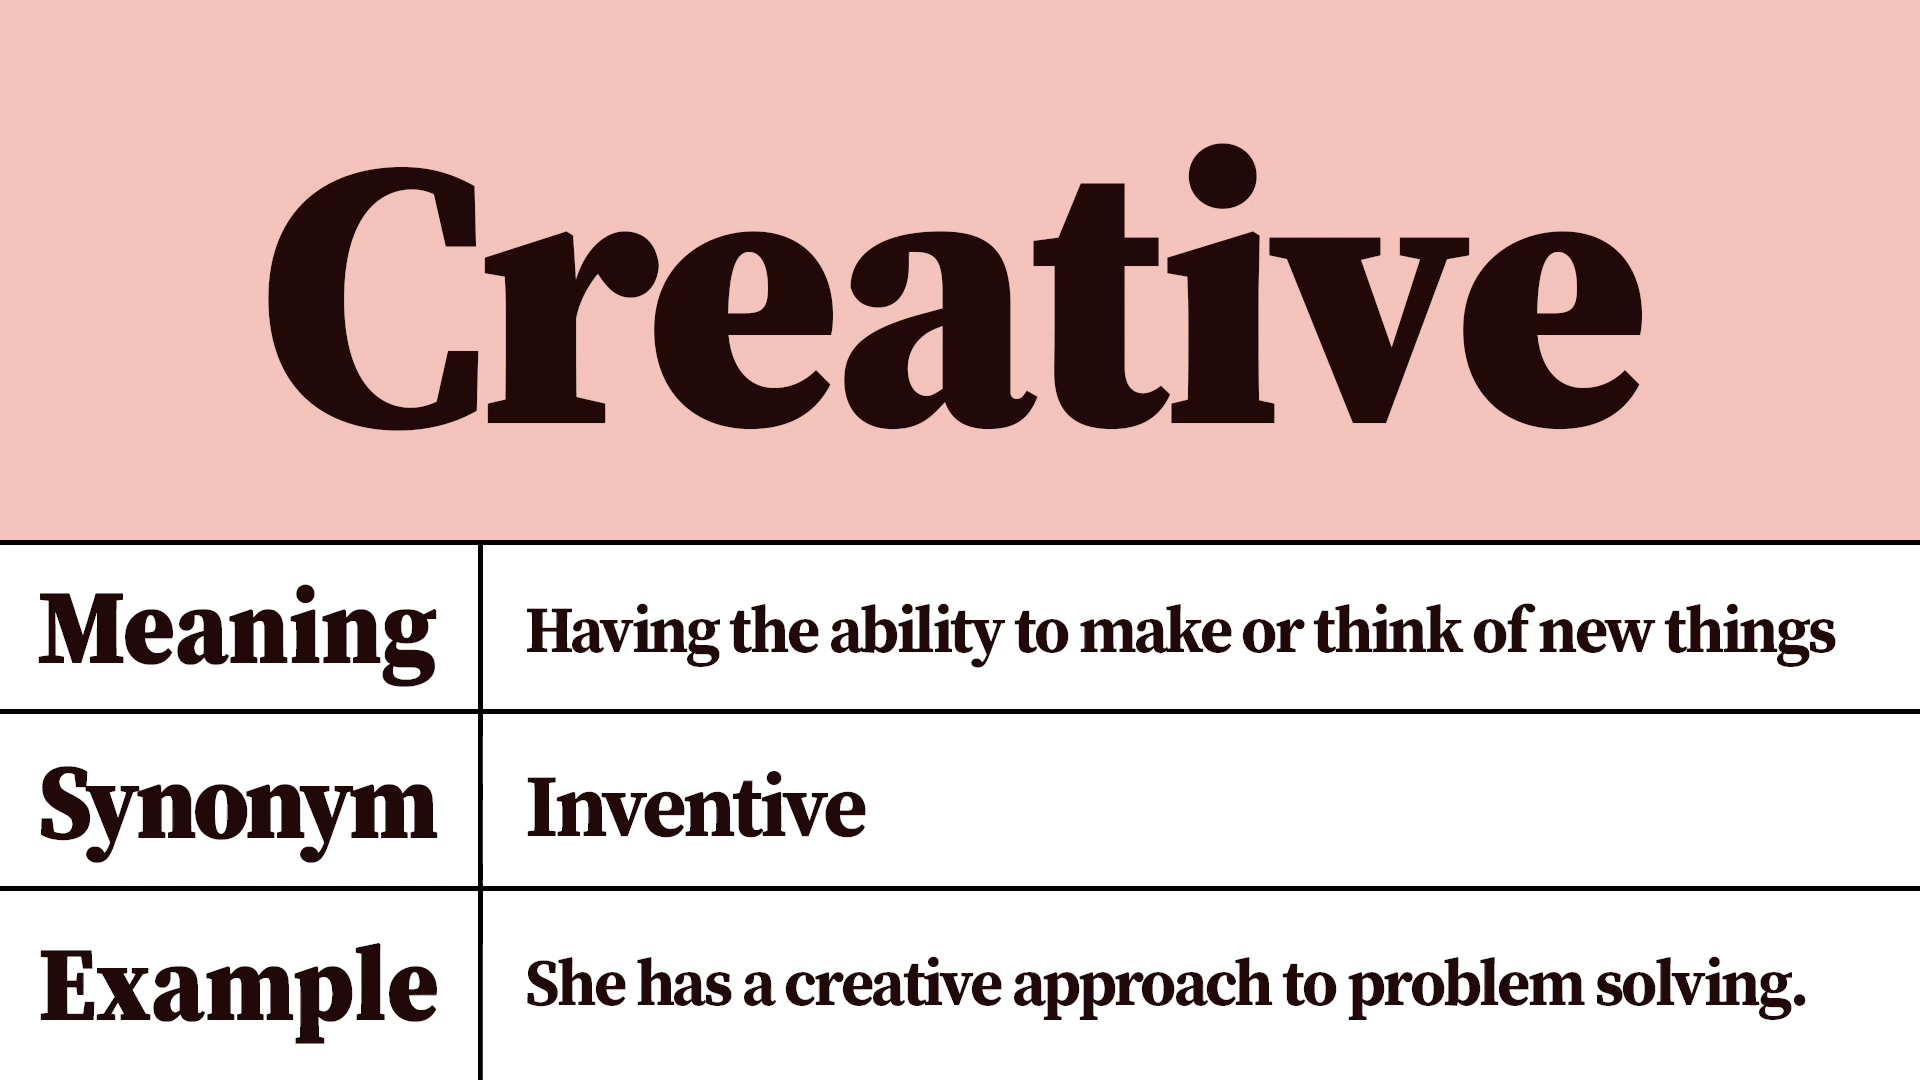 Creative
Meaning
Having the ability to make or think of new things
Synonym
Inventive
Example
She has a creative approach to problem solving.